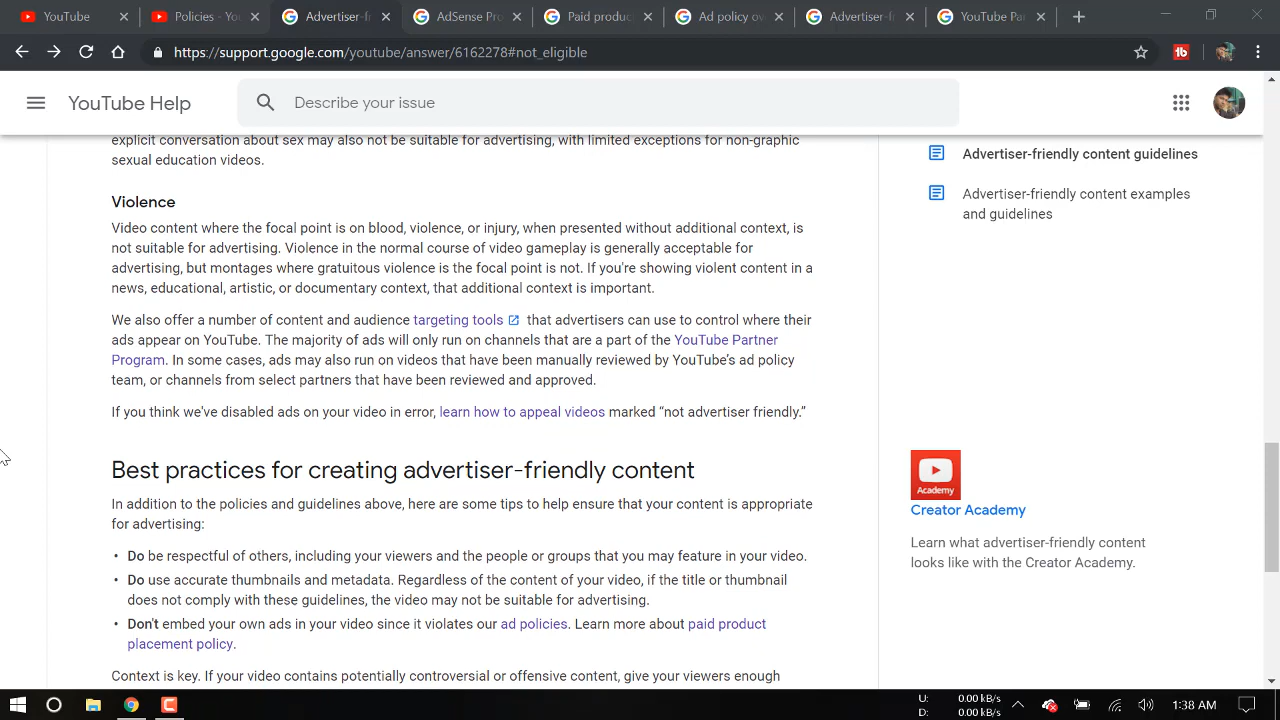 YouTube
Policies - Yo
Advertiser-f
AdSense Pro
Paid produc
Ad policy ov
Advertiser-f
YouTube Par
https://support.google.com/youtube/answer/6162278#not_eligible
YouTube Help
Describe your issue
explicit conversation about sex may also not be suitable for advertising, with limited exceptions for non-graphic
sexual education videos.
Violence
Video content where the focal point is on blood, violence, or injury, when presented without additional context, is
not suitable for advertising. Violence in the normal course of video gameplay is generally acceptable for
advertising, but montages where gratuitous violence is the focal point is not. If you're showing violent content in a
news, educational, artistic, or documentary context, that additional context is important.
We also offer a number of content and audience targeting tools that advertisers can use to control where their
ads appear on YouTube. The majority of ads will only run on channels that are a part of the YouTube Partner
Program. In some cases, ads may also run on videos that have been manually reviewed by YouTube’s ad policy
team, or channels from select partners that have been reviewed and approved.
If you think we've disabled ads on your video in error, learn how to appeal videos marked “not advertiser friendly.”
Best practices for creating advertiser-friendly content
In addition to the policies and guidelines above, here are some tips to help ensure that your content is appropriate
for advertising:
• Do be respectful of others, including your viewers and the people or groups that you may feature in your video.
• Do use accurate thumbnails and metadata. Regardless of the content of your video, if the title or thumbnail
does not comply with these guidelines, the video may not be suitable for advertising.
• Don't embed your own ads in your video since it violates our ad policies. Learn more about paid product
placement policy.
Context is key. If your video contains potentially controversial or offensive content, give your viewers enough
Advertiser-friendly content guidelines
Advertiser-friendly content examples
and guidelines
Academy
Creator Academy
Learn what advertiser-friendly content
looks like with the Creator Academy.
U: 0.00 kB/s
D: 0.00 kB/s
1:38 AM